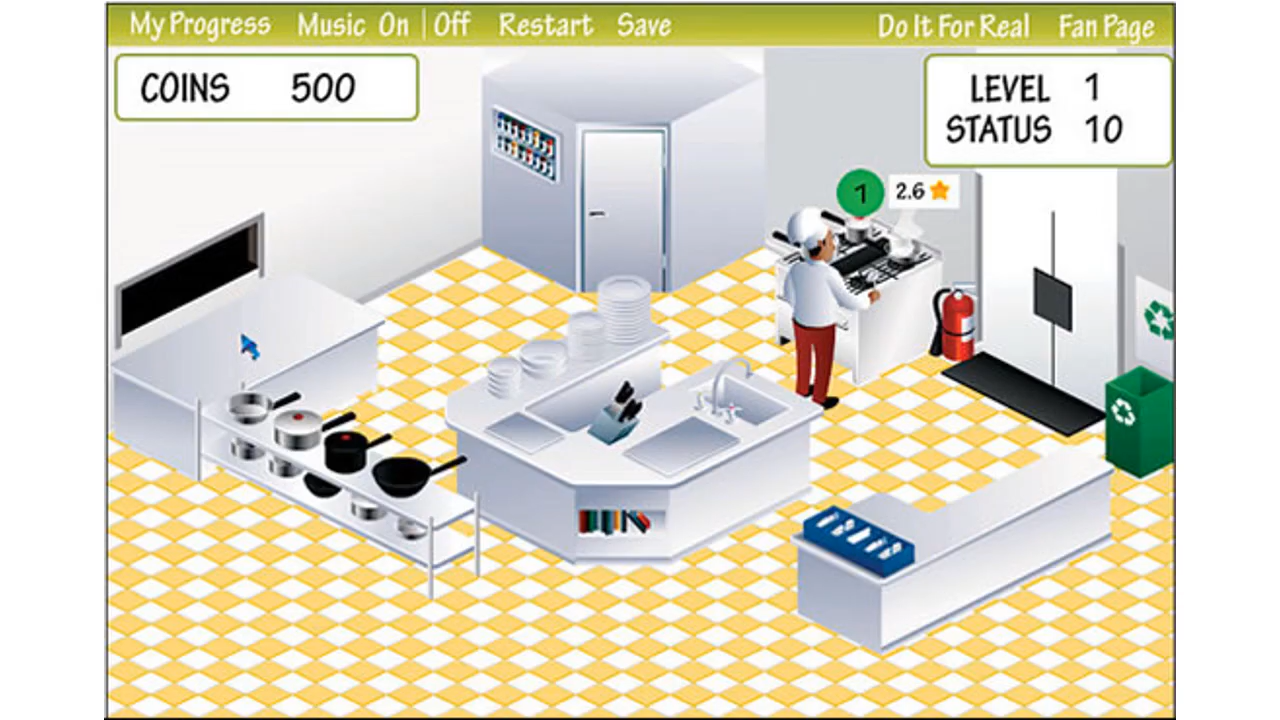 My Progress Music On | Off Restart Save Do It For Real Fan Page
COINS 500
LEVEL 1
STATUS 10
1 2.6